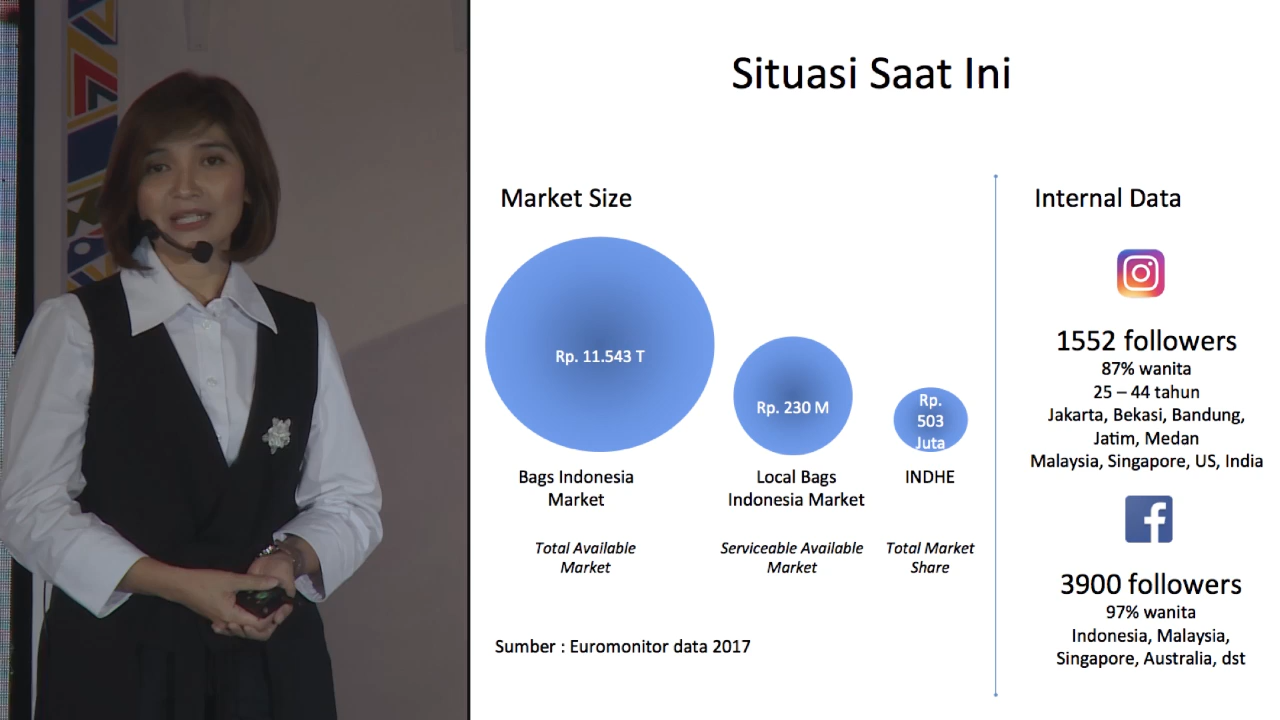 Situasi Saat Ini
Market Size
Rp. 11.543 T
Rp. 230 M
Rp.
503
Juta
Bags Indonesia
Market
Local Bags
Indonesia Market
INDHE
Total Available
Market
Serviceable Available
Market
Total Market
Share
Sumber : Euromonitor data 2017
Internal Data
1552 followers
87% wanita
25 – 44 tahun
Jakarta, Bekasi, Bandung,
Jatim, Medan
Malaysia, Singapore, US, India
f
3900 followers
97% wanita
Indonesia, Malaysia,
Singapore, Australia, dst